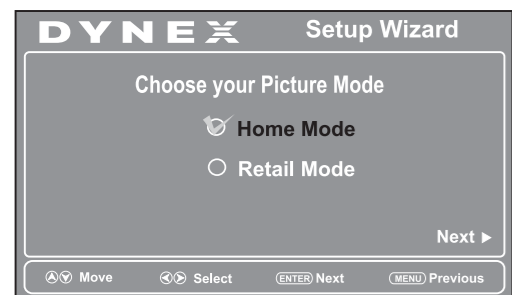 DYNEX Setup Wizard
Choose your Picture Mode
Home Mode
Retail Mode
Next
Move Select ENTER Next MENU Previous